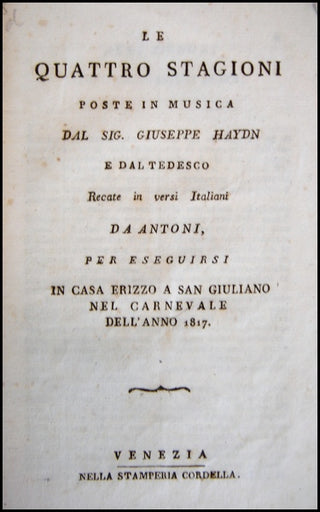 LE
QUATTRO STAGIONI
POSTE IN MUSICA
DAL SIG. GIUSEPPE HAYDN
E DAL TEDESCO
Recate in versi Italiani
DA ANTONI,
PER ESEGUIRSI
IN CASA ERIZZO A SAN GIULIANO
NEL CARNEVALE
DELL'ANNO 1817.
VENEZIA
NELLA STAMPERIA CORDELLA.